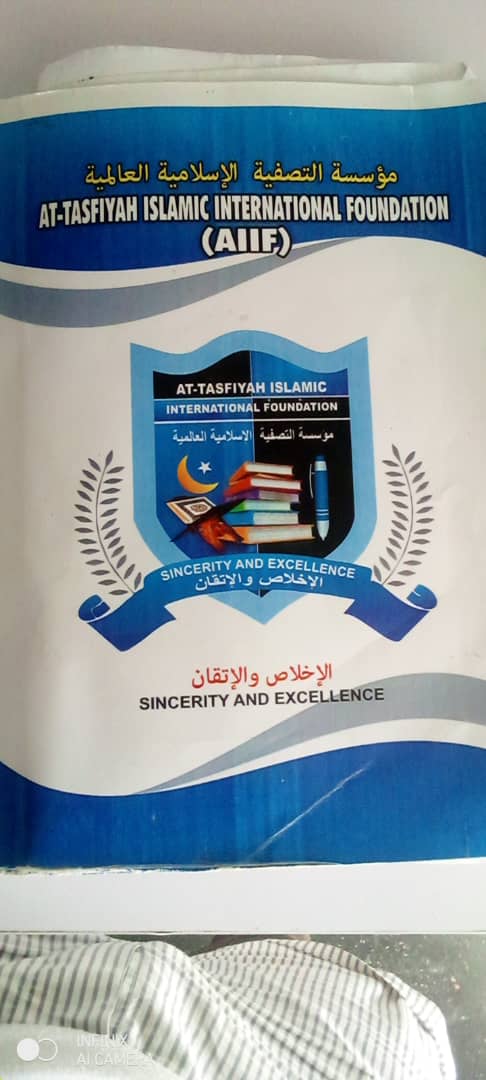 مؤسسة التصفية الإسلامية العالمية
AT-TASFIYAH ISLAMIC INTERNATIONAL FOUNDATION
(AIIF)
AT-TASFIYAH ISLAMIC
INTERNATIONAL FOUNDATION
مؤسسة التصفية الاسلامية العالمية
SINCERITY AND EXCELLENCE
الإخلاص والإتقان
الإخلاص والإتقان
SINCERITY AND EXCELLENCE
INFINIX
AI CAMERA